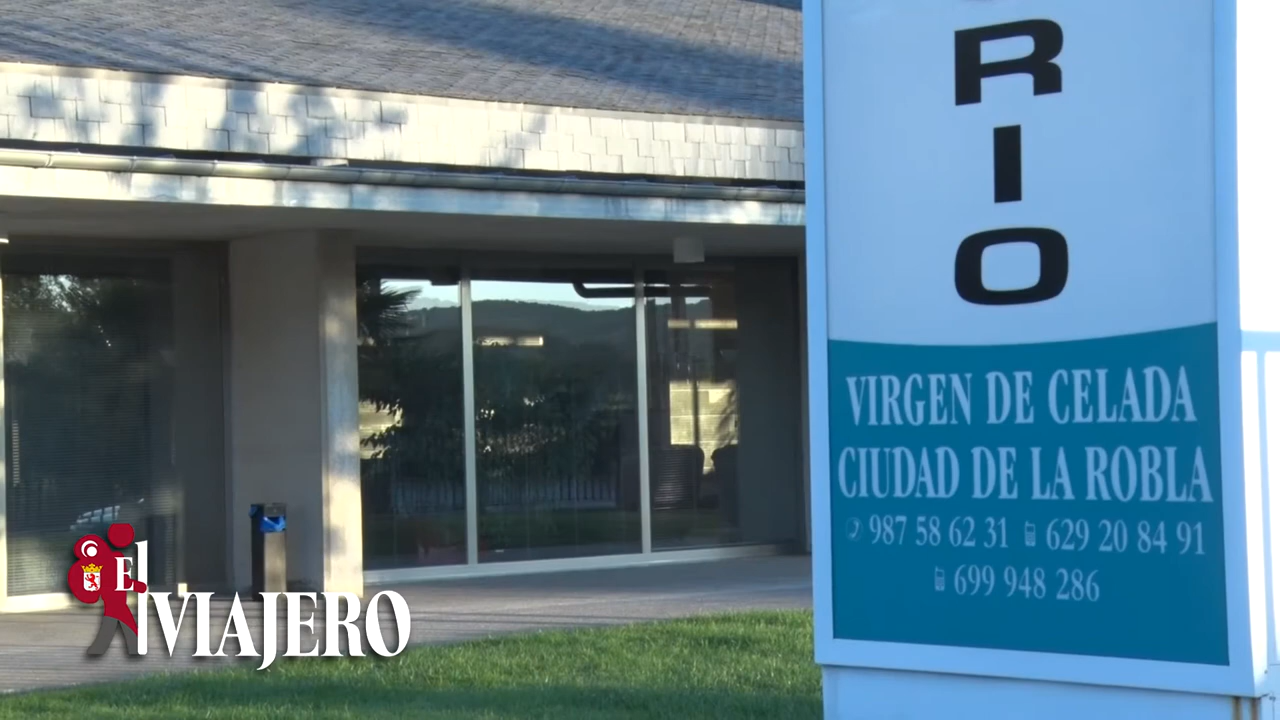 R
I
O
VIRGEN DE CELADA
CIUDAD DE LA ROBLA
987 58 62 31 629 20 84 91
699 948 286
El
VIAJERO